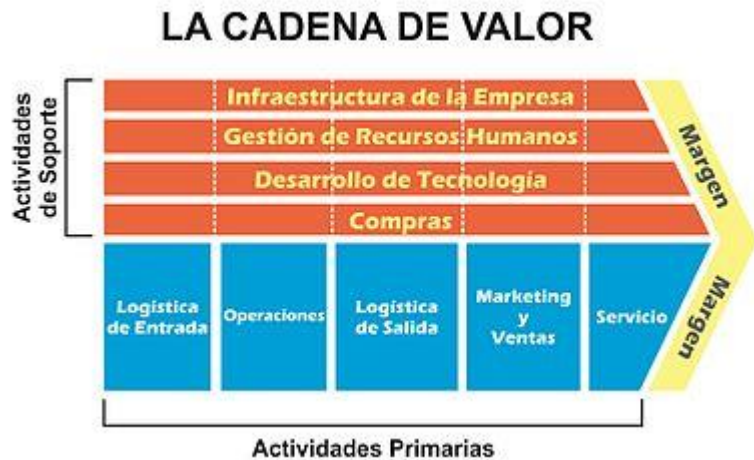 LA CADENA DE VALOR
Actividades
de Soporte
Infraestructura de la Empresa
Gestión de Recursos Humanos
Desarrollo de Tecnología
Compras
Margen
Logística
de Entrada
Operaciones
Logística
de Salida
Marketing
y
Ventas
Servicio
Margen
Actividades Primarias